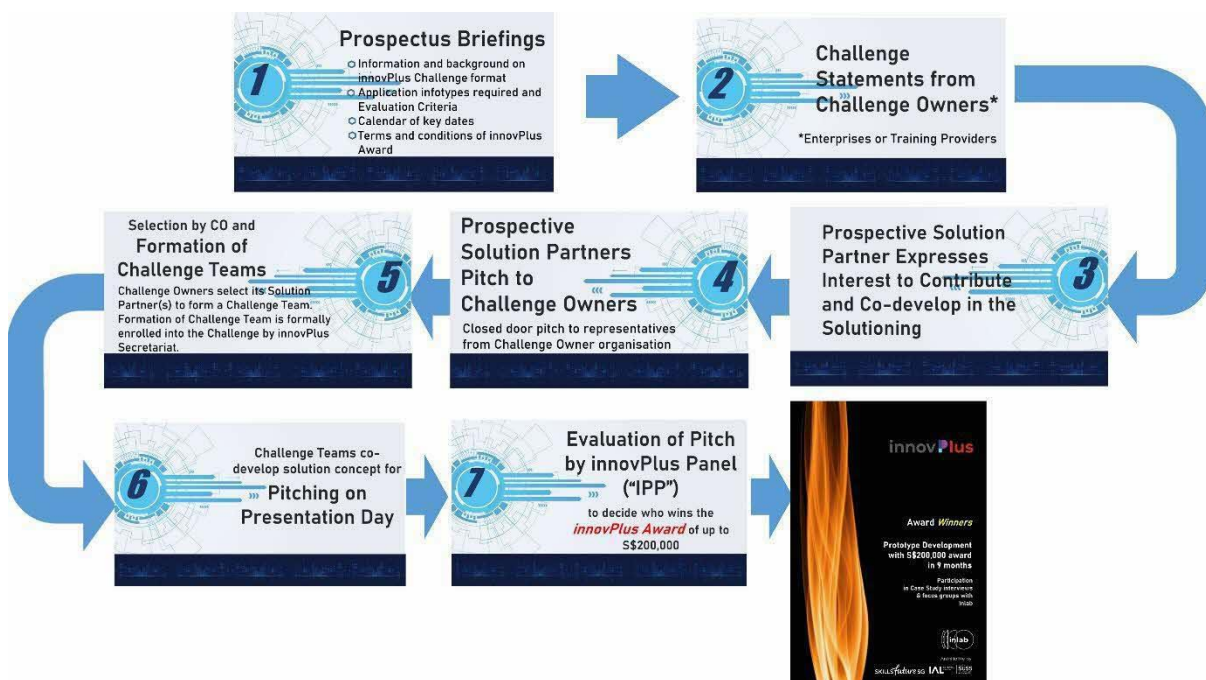 1
Prospectus Briefings
Information and background on
innovPlus Challenge format
Application infotypes required and
Evaluation Criteria
Calendar of key dates
Terms and conditions of innovPlus
Award
2
Challenge
Statements from
Challenge Owners*
*Enterprises or Training Providers
3
Prospective Solution
Partner Expresses
Interest to Contribute
and Co-develop in the
Solutioning
4
Prospective
Solution Partners
Pitch to
Challenge Owners
Closed door pitch to representatives
from Challenge Owner organisation
5
Selection by CO and
Formation of
Challenge Teams
Challenge Owners select its Solution
Partner(s) to form a Challenge Team.
Formation of Challenge Team is formally
enrolled into the Challenge by innovPlus
Secretariat.
6
Challenge Teams co-
develop solution concept for
Pitching on
Presentation Day
7
Evaluation of Pitch
by innovPlus Panel
(“IPP”)
to decide who wins the
innovPlus Award of up to
S$200,000
innovPlus
Award Winners
Prototype Development
with S$200,000 award
in 9 months
Participation
in Case Study interviews
& focus groups with
Inlab
inlab
SKILLSfuture SG IAL SUSS